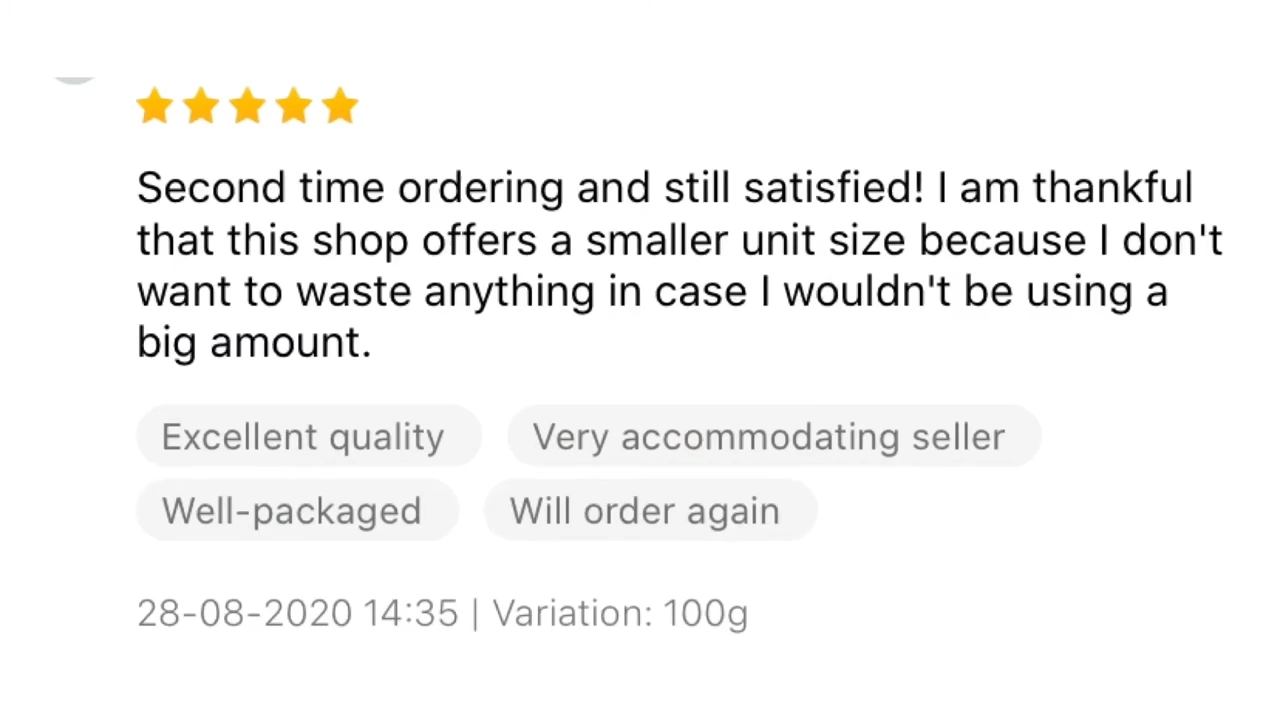 Second time ordering and still satisfied! I am thankful
that this shop offers a smaller unit size because I don't
want to waste anything in case I wouldn't be using a
big amount.
Excellent quality
Very accommodating seller
Well-packaged
Will order again
28-08-2020 14:35 | Variation: 100g